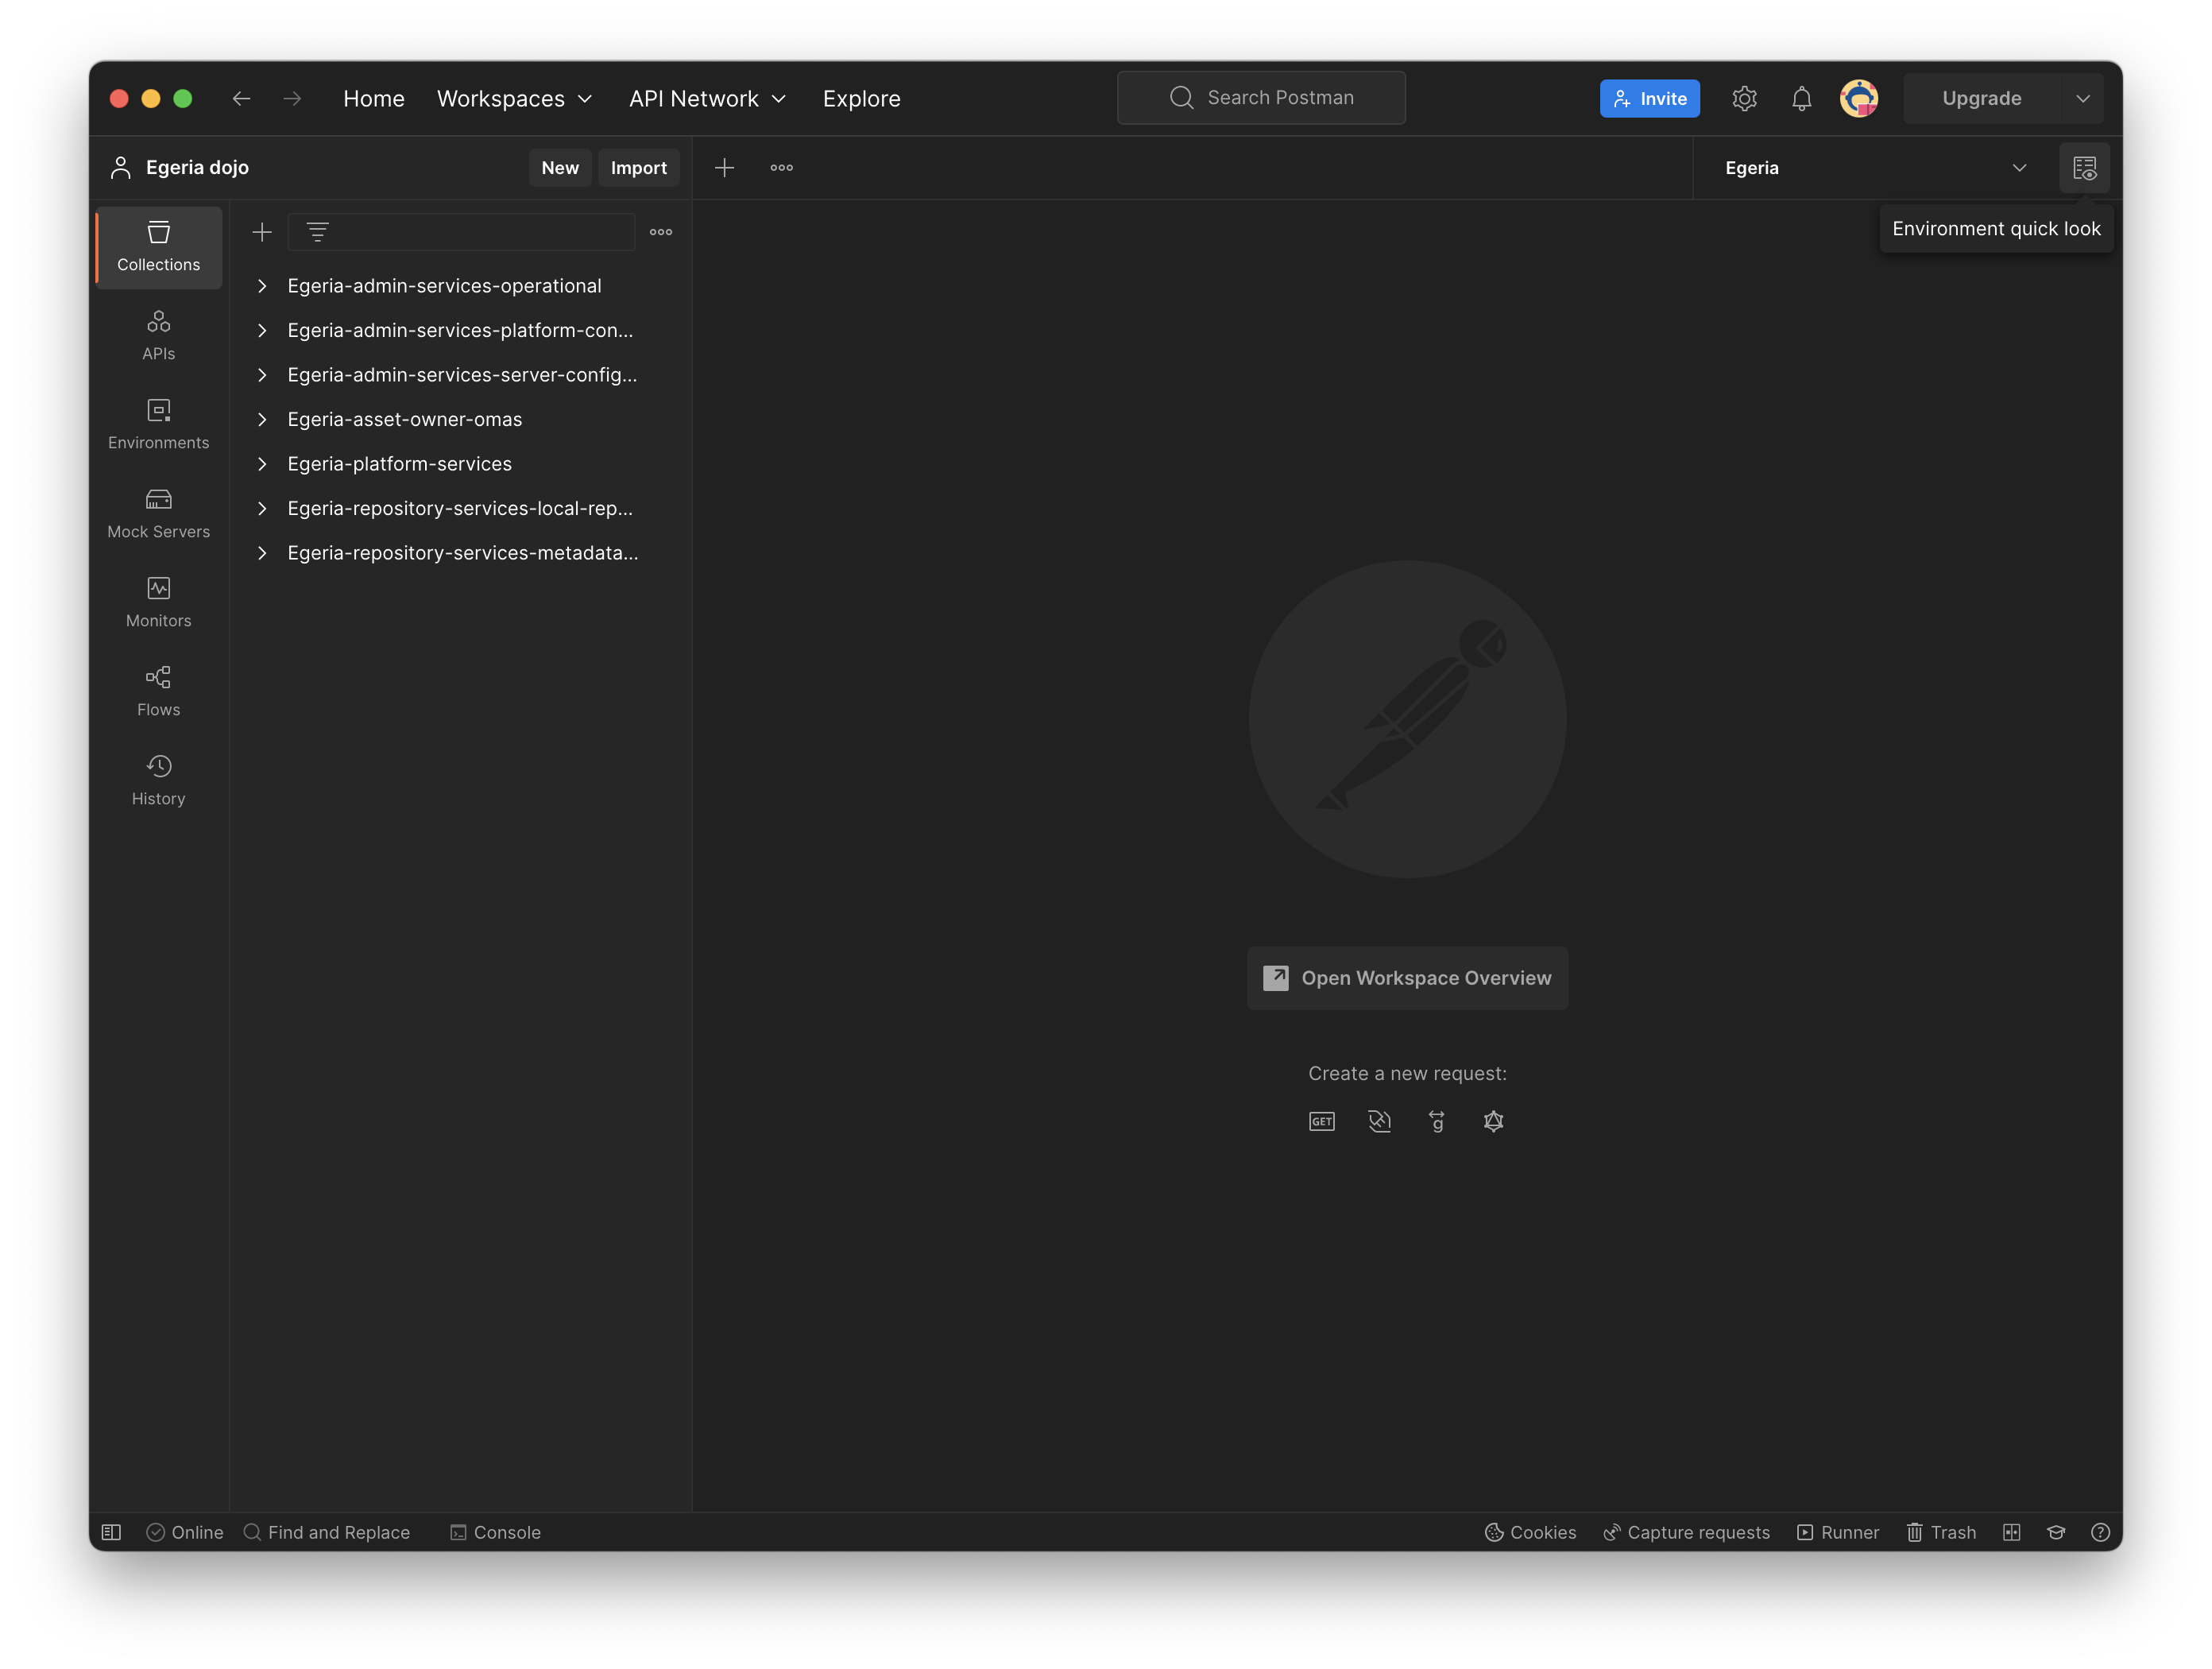 Home Workspaces API Network Explore Search Postman Invite Upgrade
Egeria dojo New Import Egeria
Environment quick look
Collections
APIs
Environments
Mock Servers
Monitors
Flows
History
Egeria-admin-services-operational
Egeria-admin-services-platform-con...
Egeria-admin-services-server-config...
Egeria-asset-owner-omas
Egeria-platform-services
Egeria-repository-services-local-rep...
Egeria-repository-services-metadata...
Open Workspace Overview
Create a new request:
GET g
Online Find and Replace Console Cookies Capture requests Runner Trash